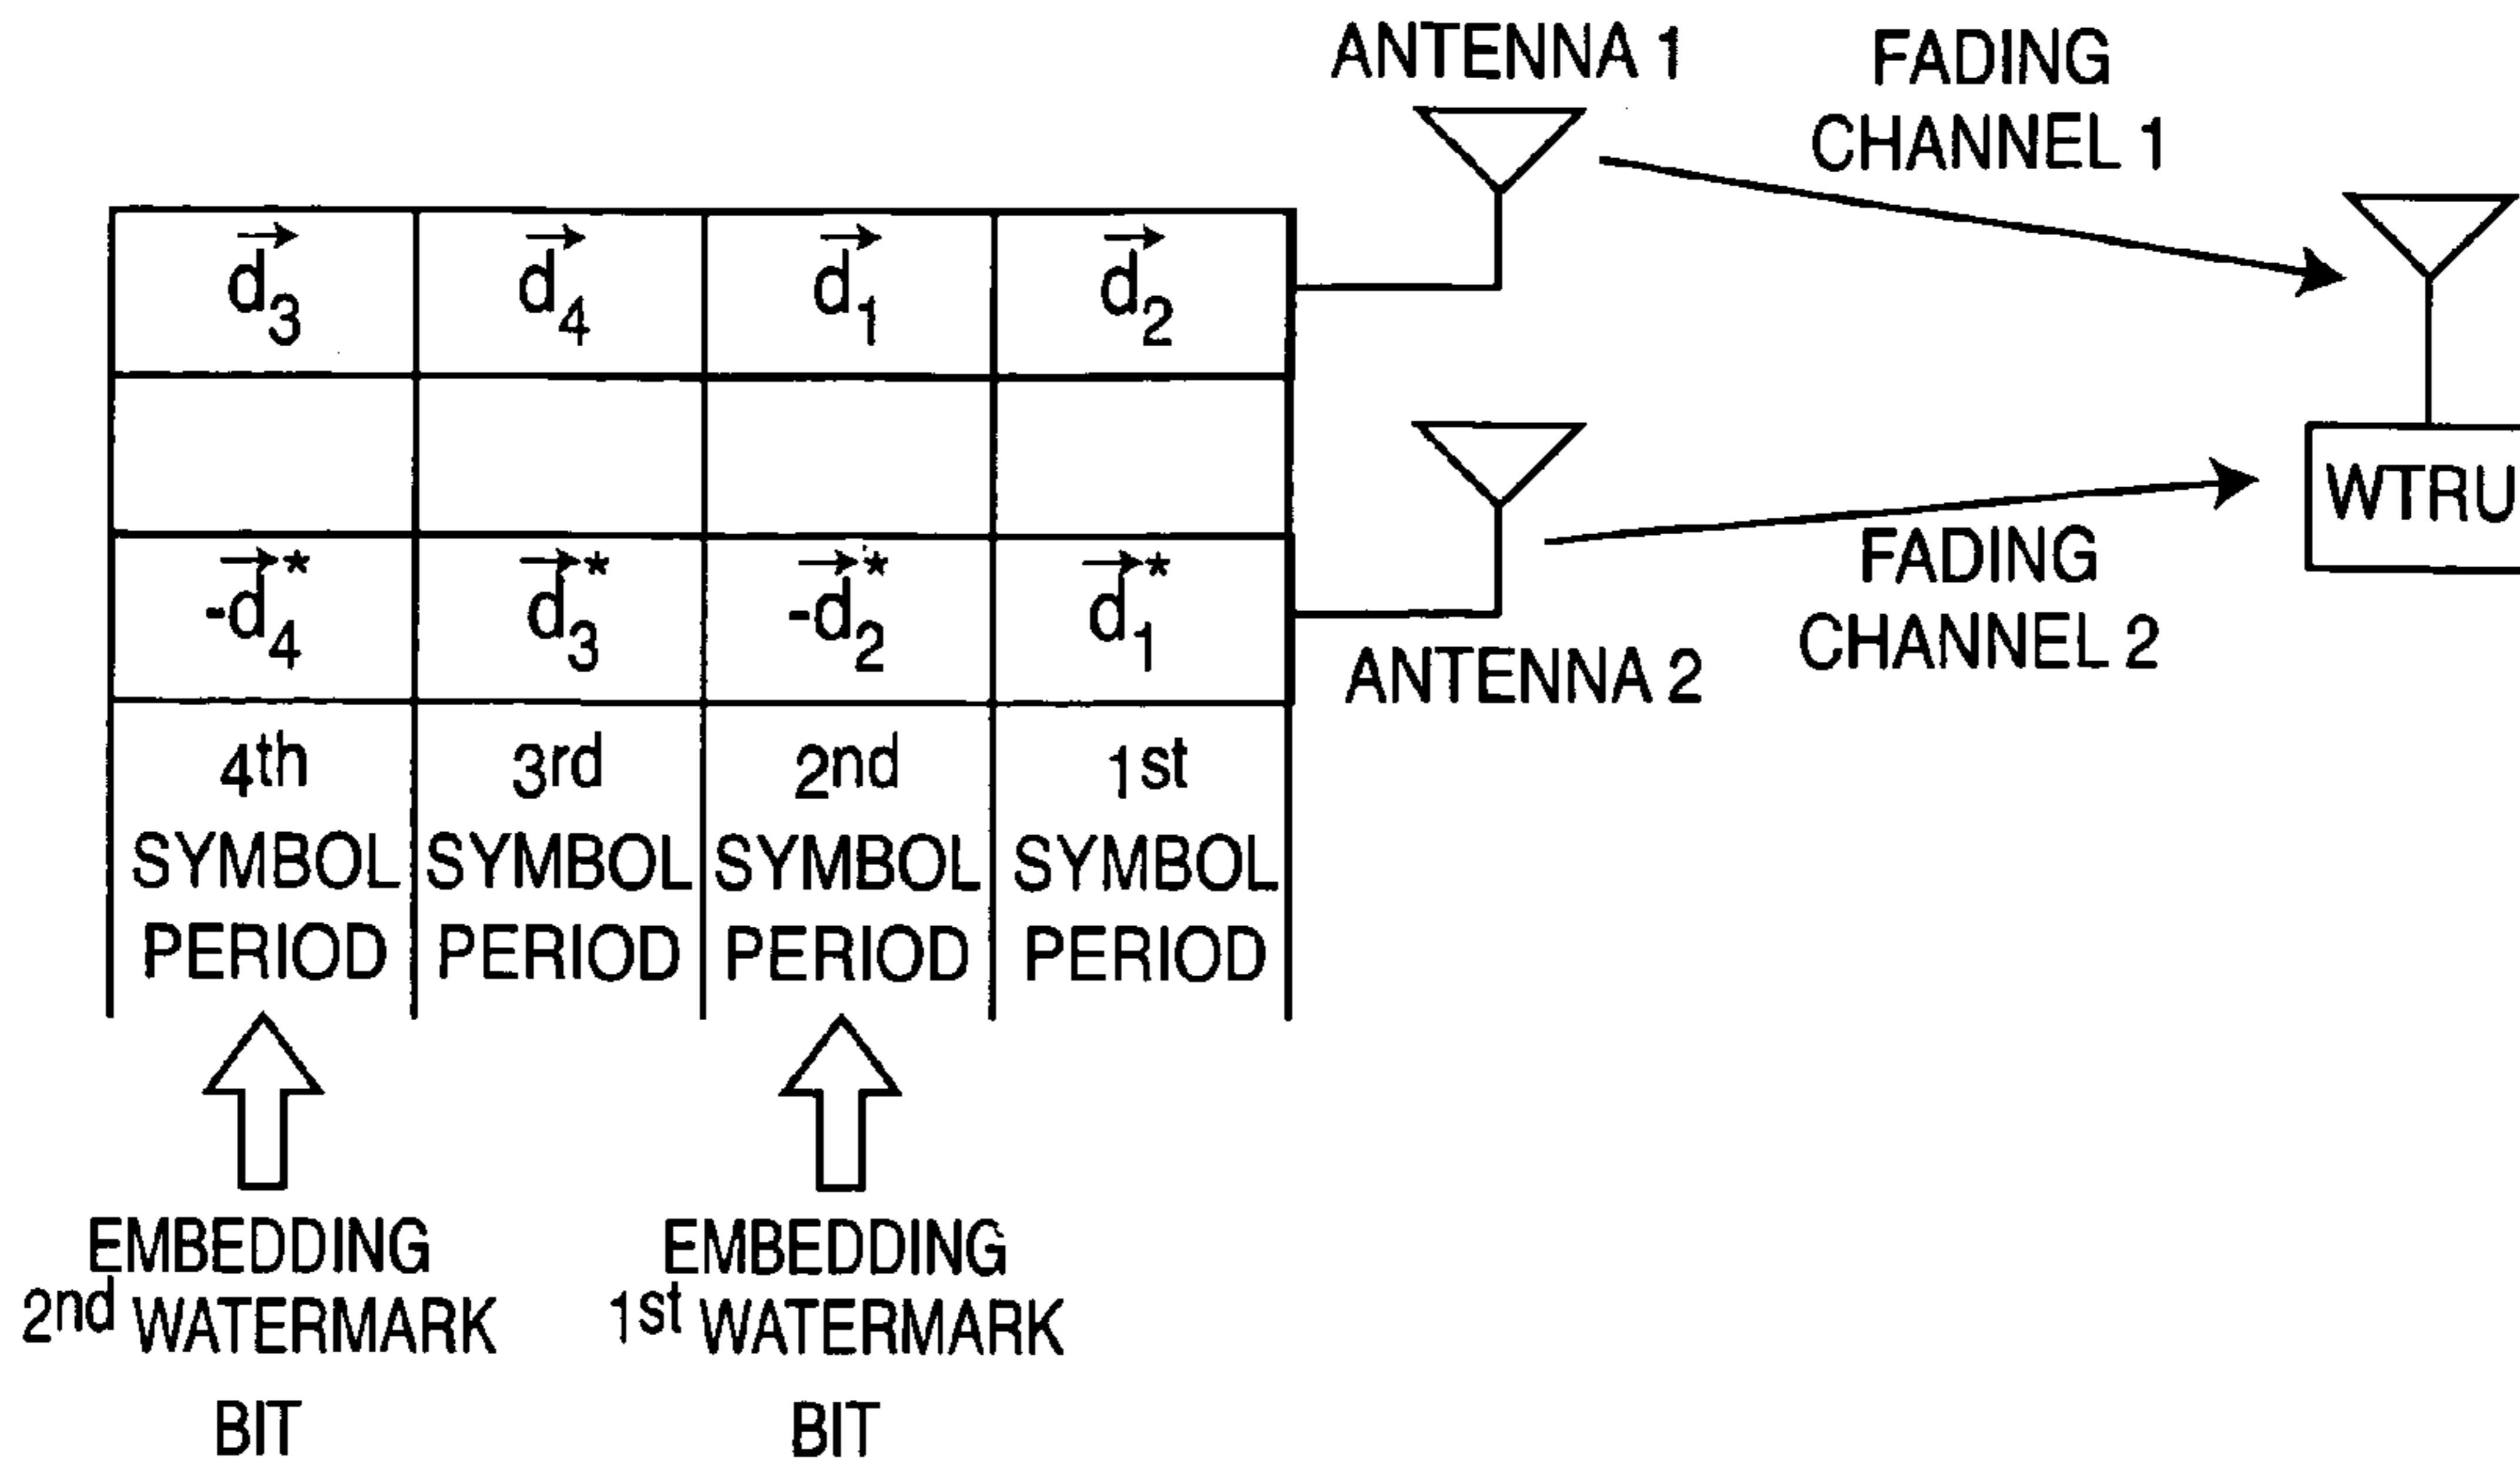 ANTENNA 1
FADING
CHANNEL 1
d⃗3 d⃗4 d⃗1 d⃗2
WTRU
-d⃗4* d⃗3* -d⃗2* d⃗1*
FADING
CHANNEL 2
ANTENNA 2
4th 3rd 2nd 1st
SYMBOL SYMBOL SYMBOL SYMBOL
PERIOD PERIOD PERIOD PERIOD
EMBEDDING
2nd WATERMARK
BIT
EMBEDDING
1st WATERMARK
BIT